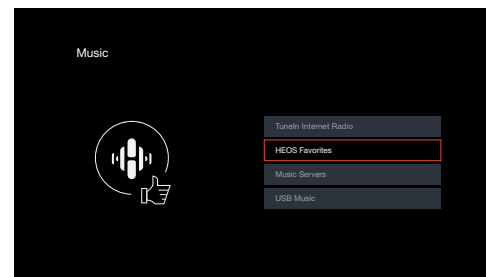 Music
TuneIn Internet Radio
HEOS Favorites
Music Servers
USB Music